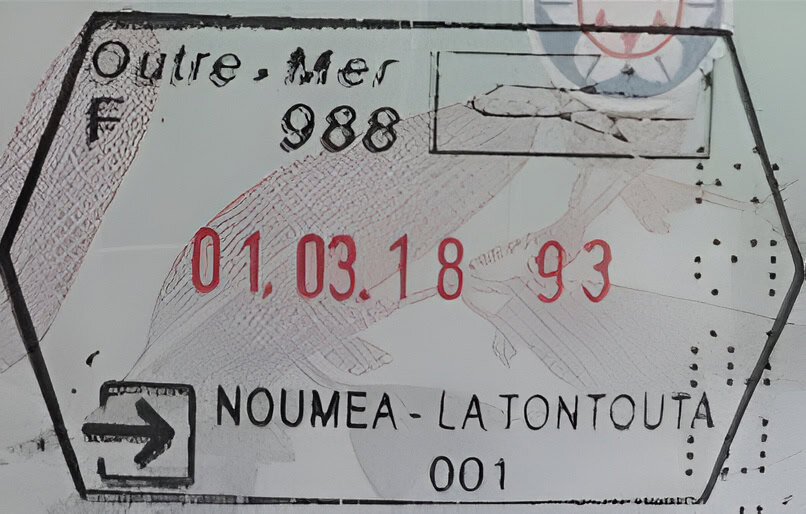 Outre-Mer
F 988
01.03.18 93
NOUMEA - LA TONTOUTA
001